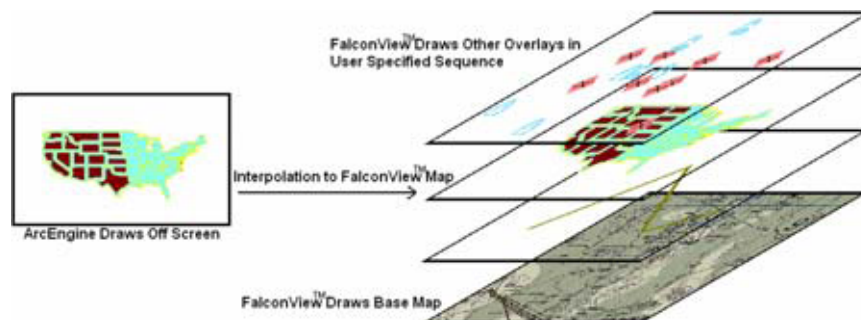 FalconView™ Draws Other Overlays in
User Specified Sequence
Interpolation to FalconView™ Map
ArcEngine Draws Off Screen
FalconView™ Draws Base Map